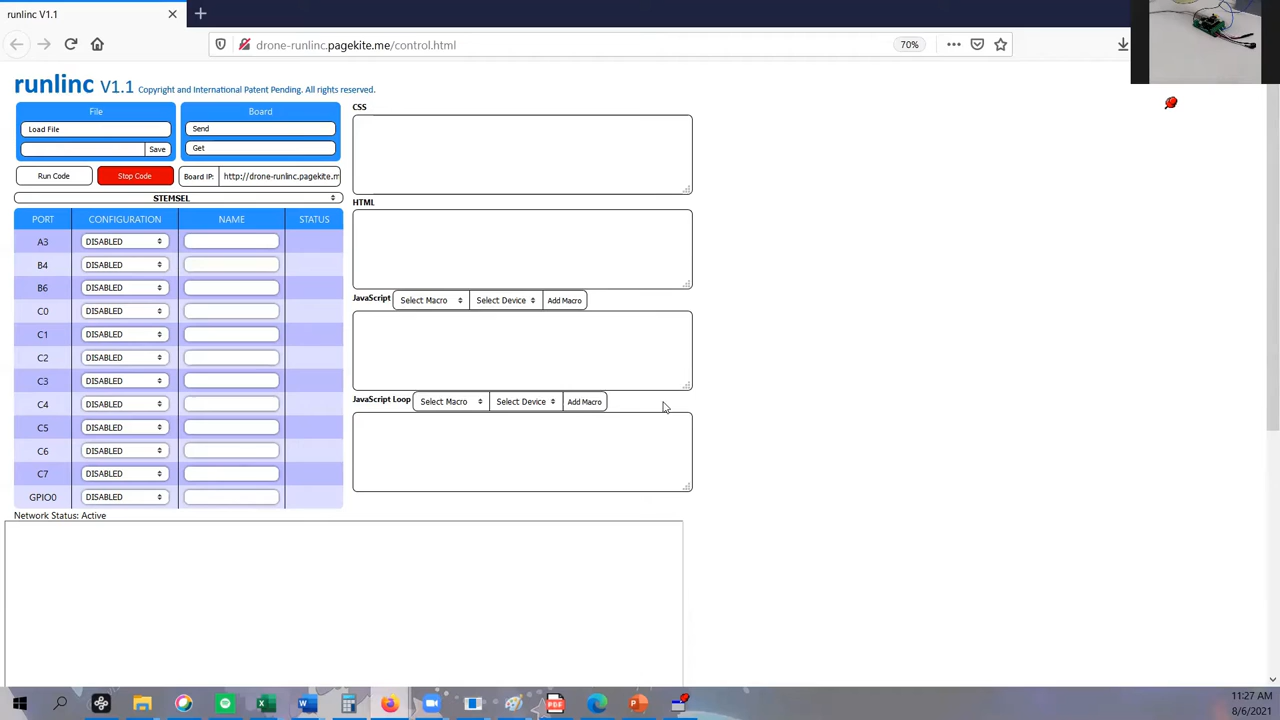 runlinc V1.1
drone-runlinc.pagekite.me/control.html
70%
runlinc V1.1 Copyright and International Patent Pending. All rights reserved.
File
Board
Load File
Send
Save
Get
Run Code
Stop Code
Board IP:
http://drone-runlinc.pagekite.m
STEMSEL
PORT CONFIGURATION NAME STATUS
A3 DISABLED
B4 DISABLED
B6 DISABLED
C0 DISABLED
C1 DISABLED
C2 DISABLED
C3 DISABLED
C4 DISABLED
C5 DISABLED
C6 DISABLED
C7 DISABLED
GPIO0 DISABLED
CSS
HTML
JavaScript Select Macro Select Device Add Macro
JavaScript Loop Select Macro Select Device Add Macro
Network Status: Active
11:27 AM
8/6/2021